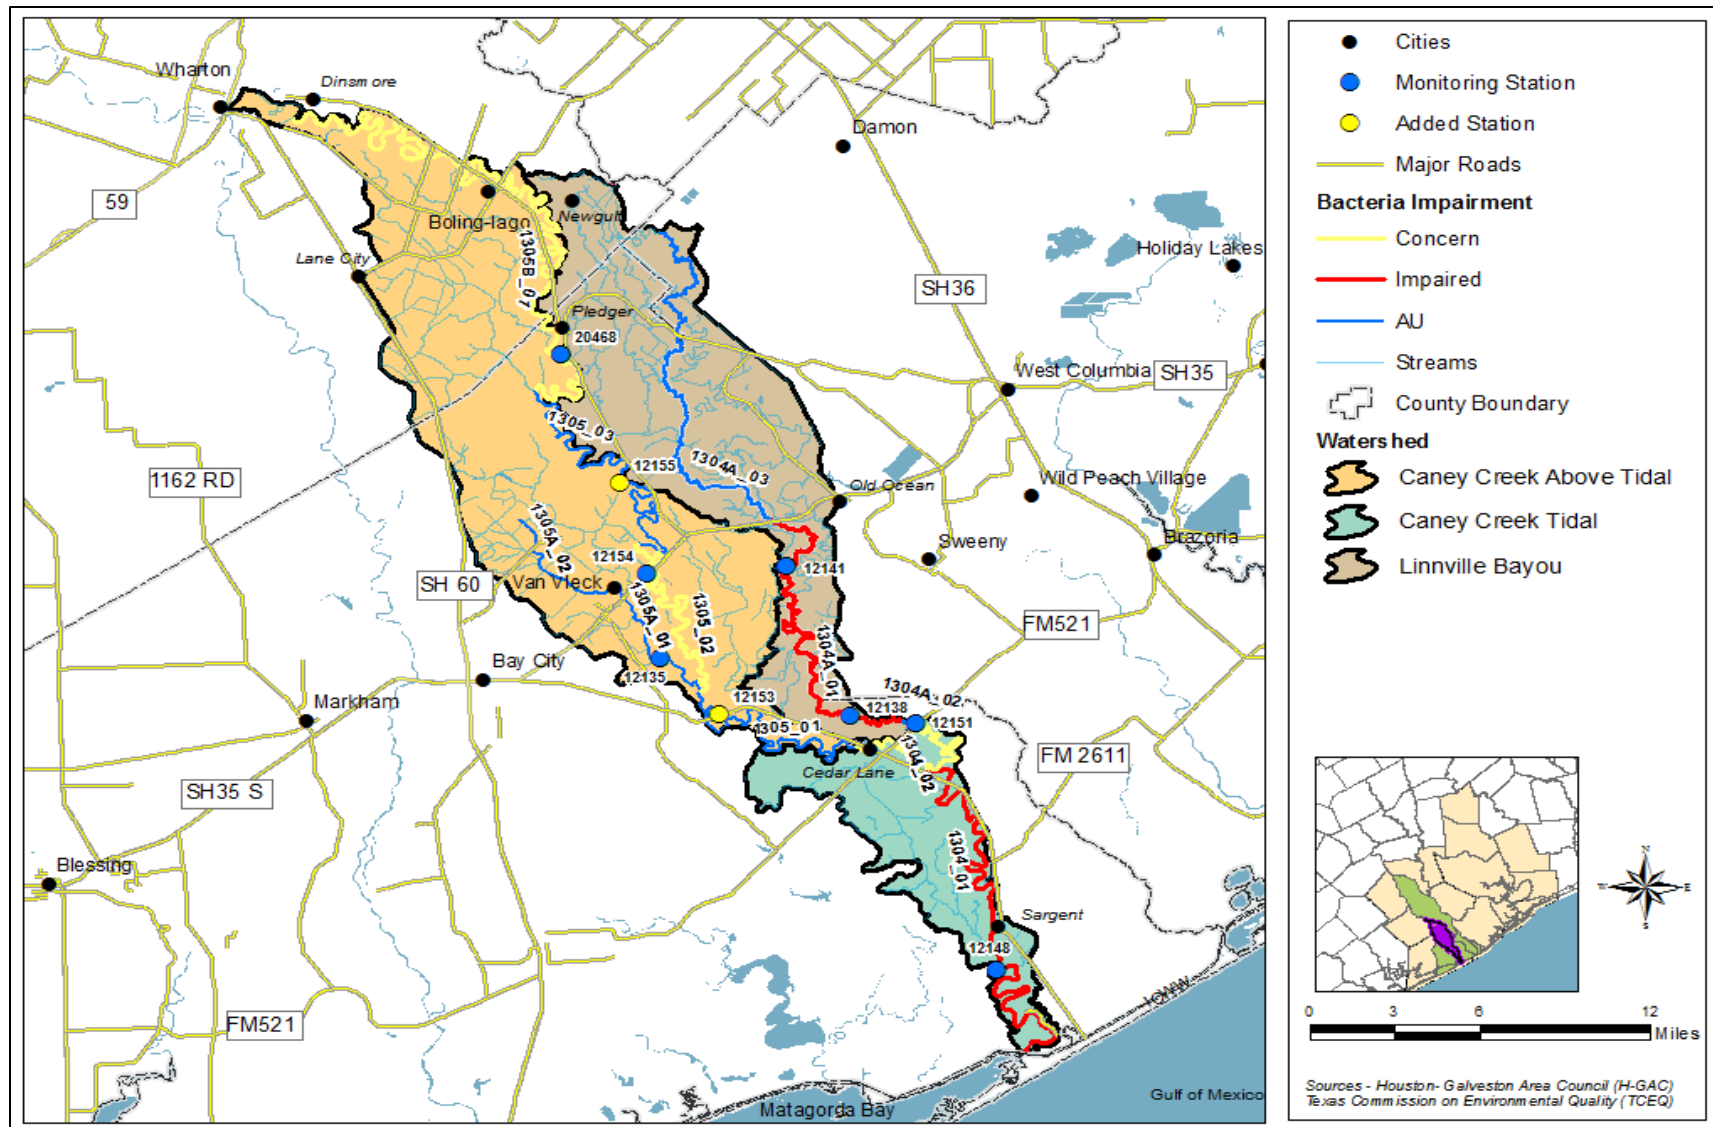 Wharton
Dinsmore
Damon
59
Boling-Iago
Newgulf
1305B_01
Lane City
Holiday Lakes
SH36
Pledger
20468
West Columbia
SH35
1305_03
12155
1304A_03
1162 RD
Old Ocean
Wild Peach Village
1305A_02
12154
Sweeny
Brazoria
SH 60
Van Vleck
12141
1305A_01
1305_02
1304A_01
FM521
Bay City
12135
1304A_02
Markham
12153
12138
12151
1305_01
1304_02
FM 2611
Cedar Lane
SH35 S
1304_01
Blessing
Sargent
12148
ICWW
FM521
Matagorda Bay
Gulf of Mexico
Cities
Monitoring Station
Added Station
Major Roads
Bacteria Impairment
Concern
Impaired
AU
Streams
County Boundary
Watershed
Caney Creek Above Tidal
Caney Creek Tidal
Linnville Bayou
N
W
E
S
0 3 6 12
Miles
Sources - Houston- Galveston Area Council (H-GAC)
Texas Commission on Environmental Quality (TCEQ)